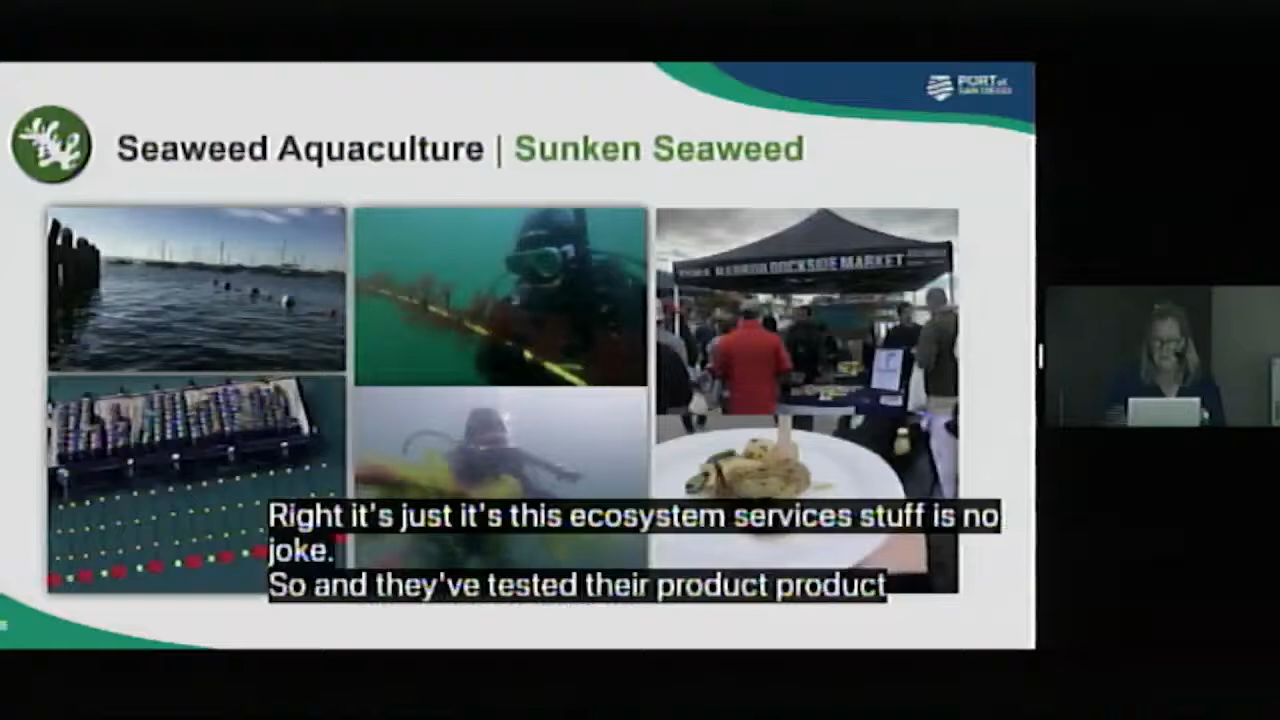 PORT of
SAN DIEGO
Seaweed Aquaculture | Sunken Seaweed
HARBOR DOCKSIDE MARKET
Right it's just it's this ecosystem services stuff is no
joke.
So and they've tested their product product